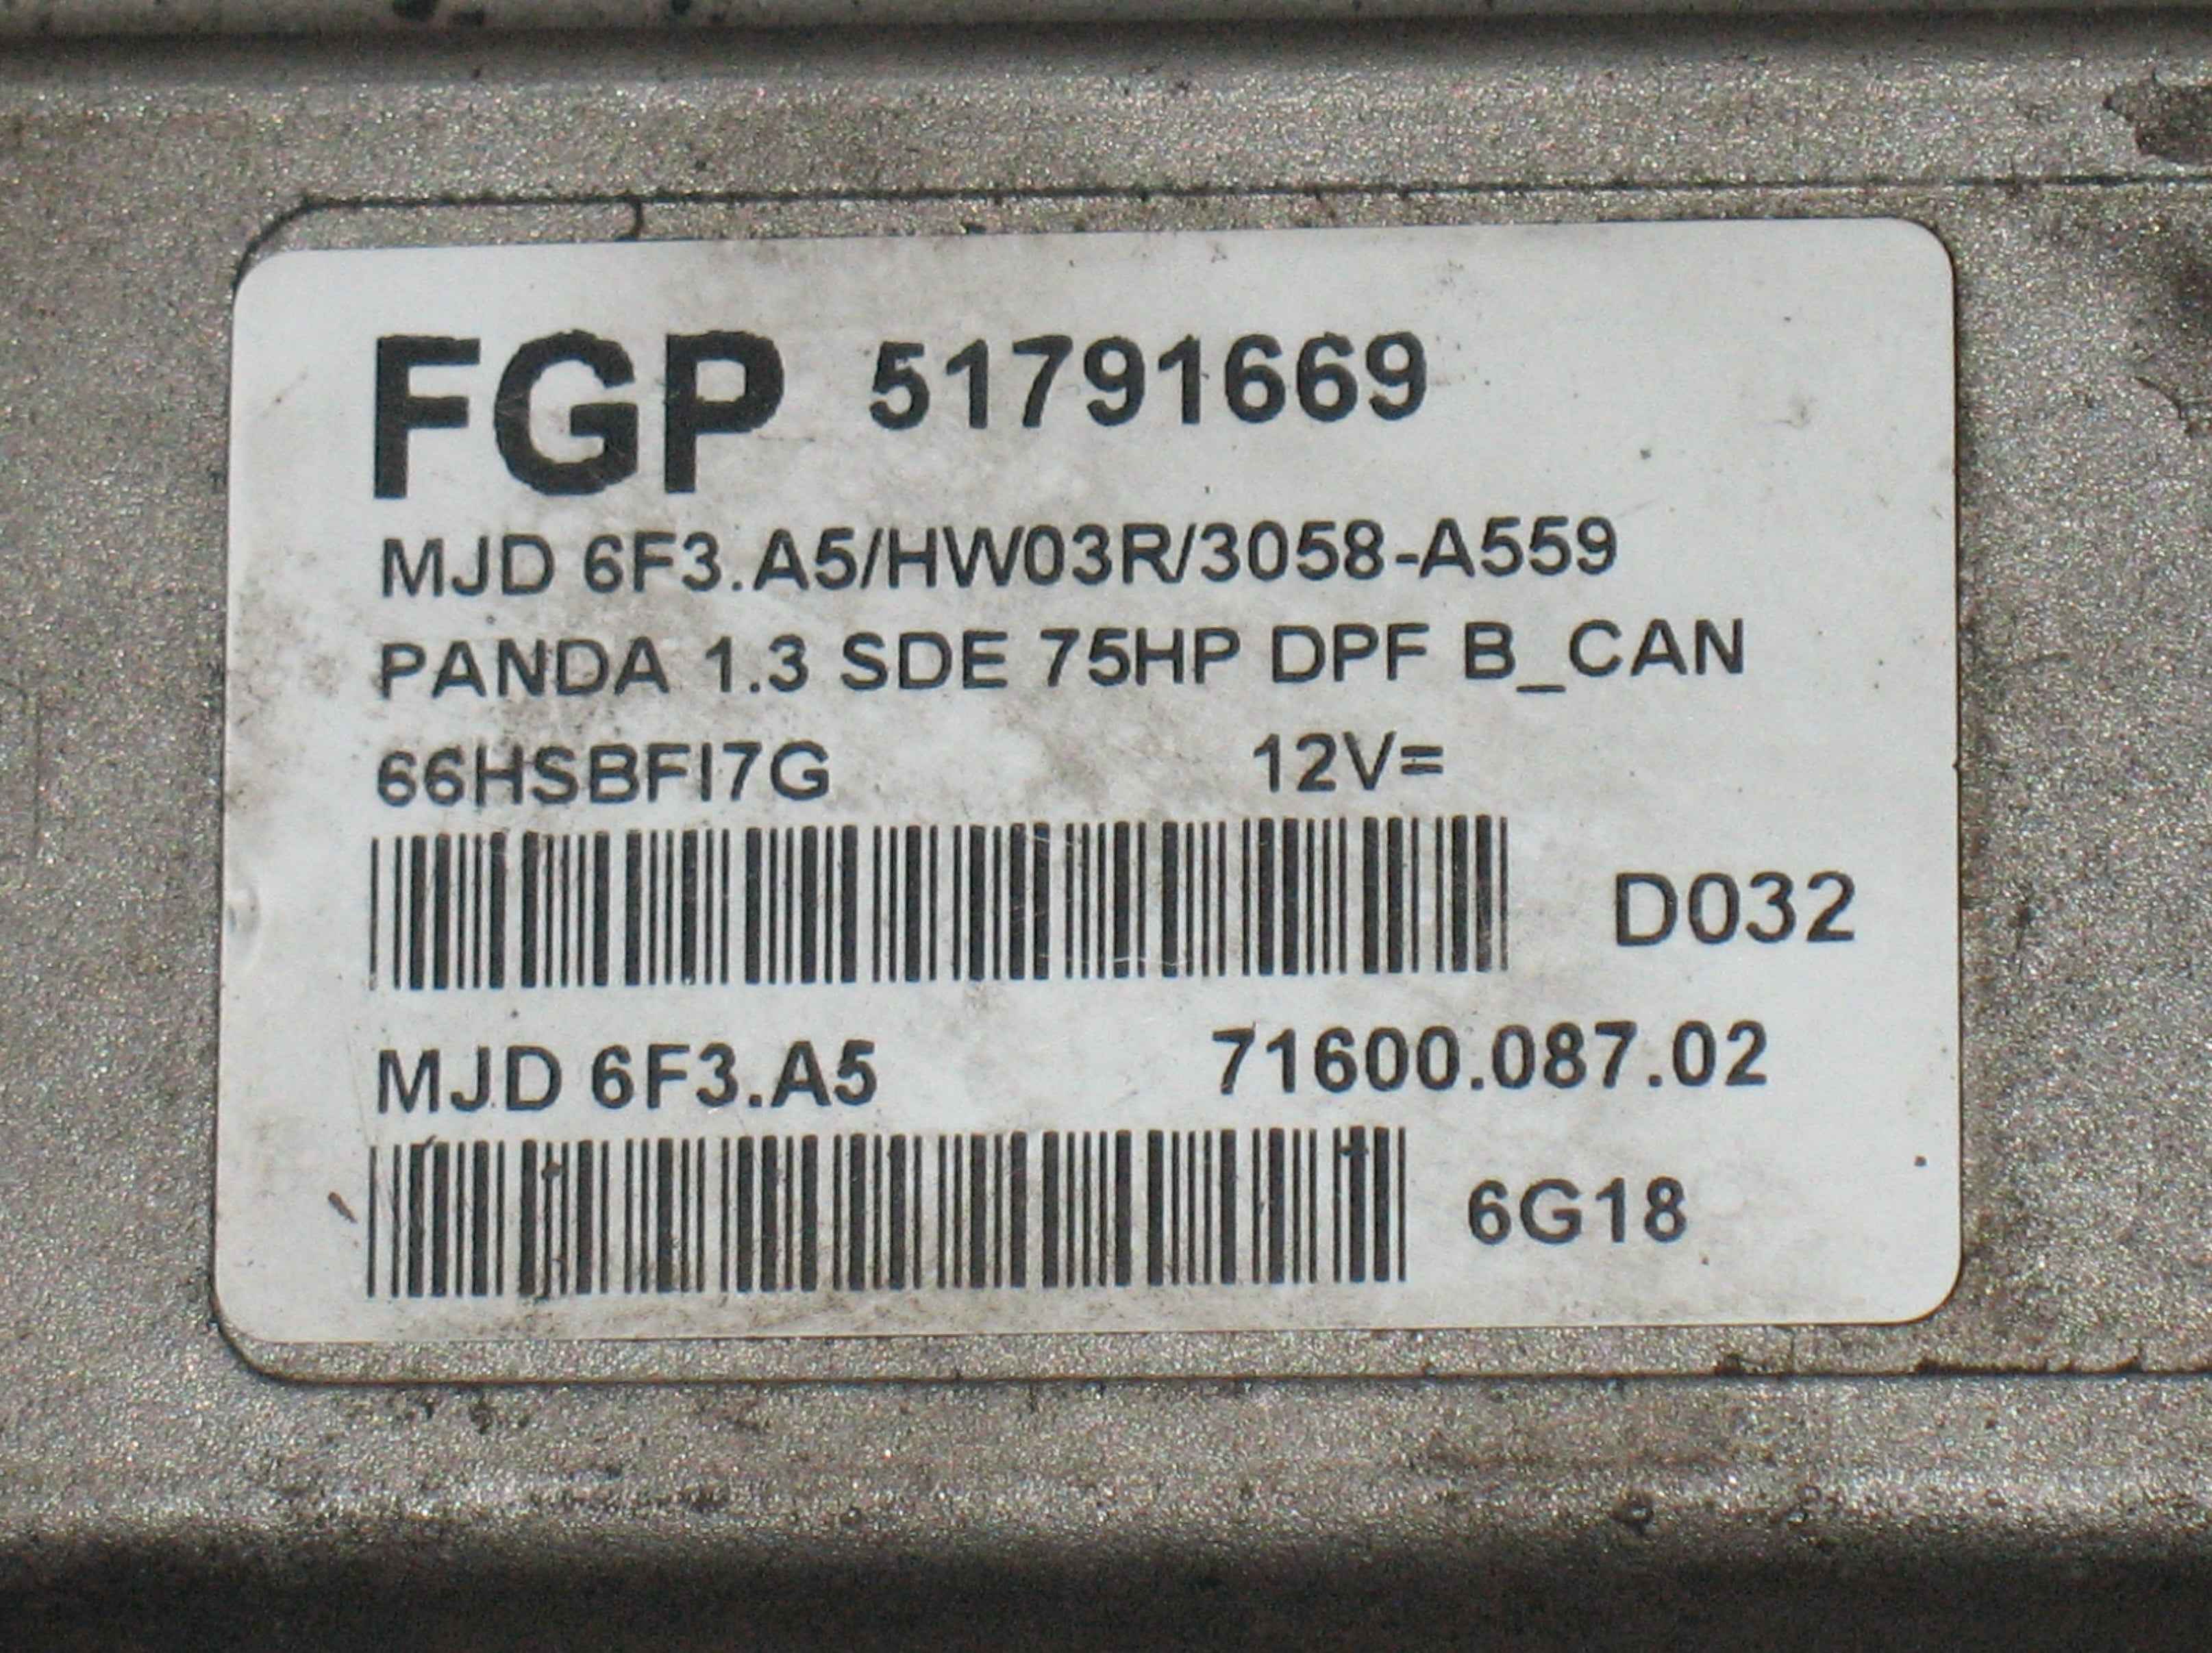 FGP 51791669
MJD 6F3.A5/HW03R/3058-A559
PANDA 1.3 SDE 75HP DPF B_CAN
66HSBFI7G 12V=
D032
MJD 6F3.A5 71600.087.02
6G18